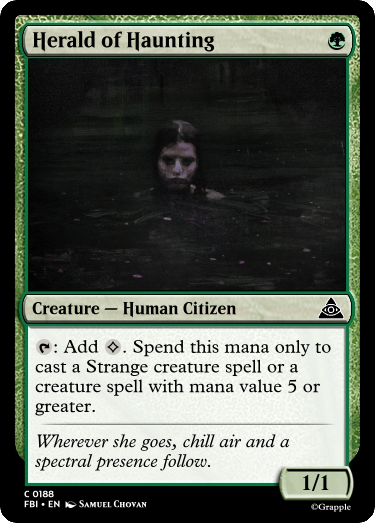 Herald of Haunting
Creature — Human Citizen
: Add . Spend this mana only to
cast a Strange creature spell or a
creature spell with mana value 5 or
greater.
Wherever she goes, chill air and a
spectral presence follow.
1/1
C 0188
FBI • EN Samuel Chovan
©Grapple